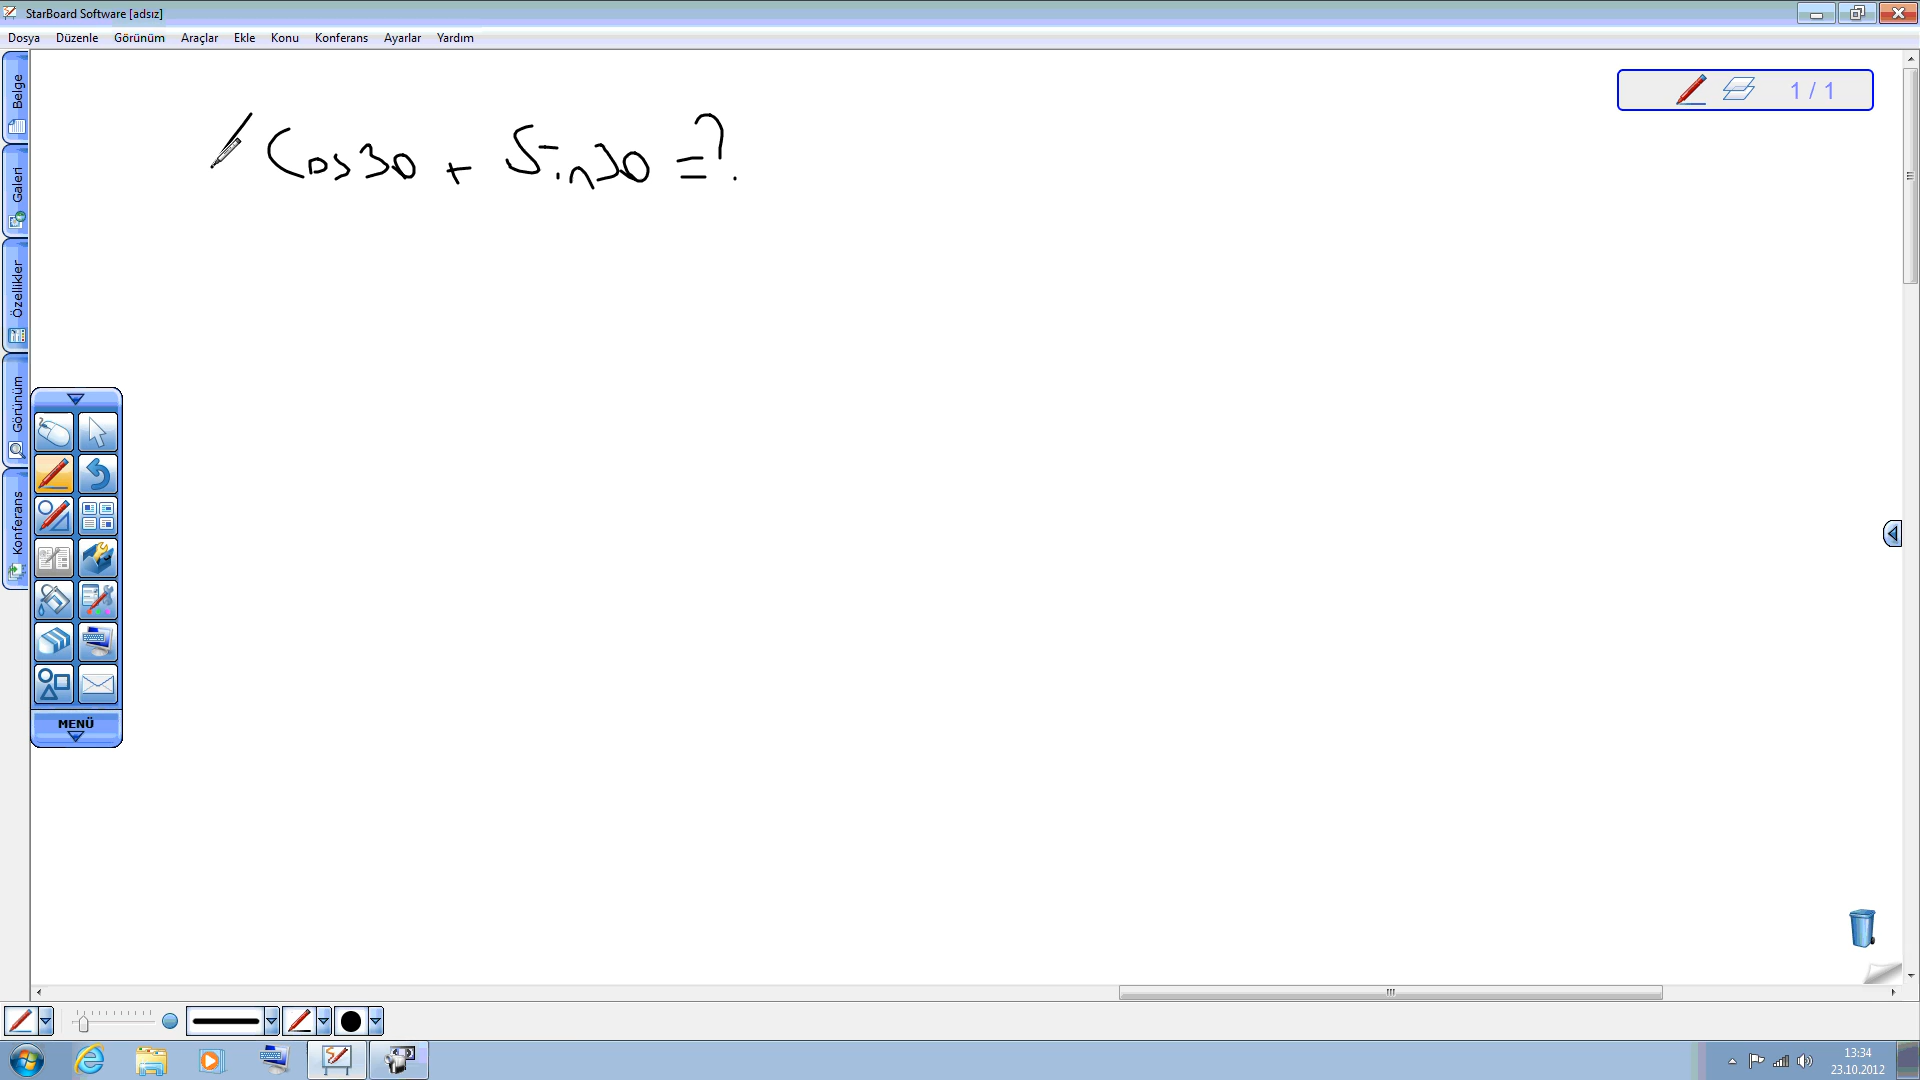 StarBoard Software [adsız]
Dosya Düzenle Görünüm Araçlar Ekle Konu Konferans Ayarlar Yardım
Belge
Galeri
Özellikler
Görünüm
Konferans
1 / 1
Cos30 + Sin30 =?
MENÜ
13:34
23.10.2012